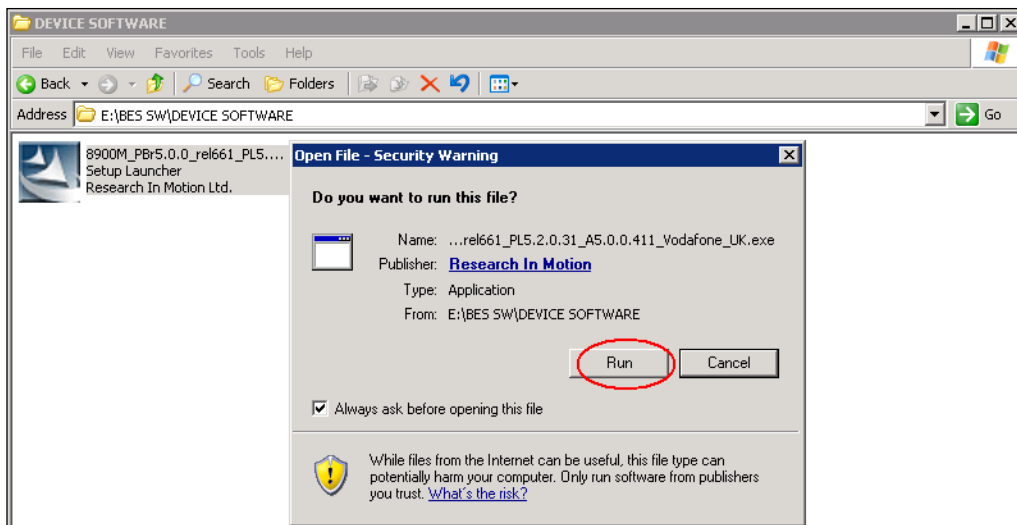 DEVICE SOFTWARE
File Edit View Favorites Tools Help
Back Search Folders
Address E:\BES SW\DEVICE SOFTWARE Go
8900M_PBr5.0.0_rel661_PL5....
Setup Launcher
Research In Motion Ltd.
Open File - Security Warning
Do you want to run this file?
Name: ...rel661_PL5.2.0.31_A5.0.0.411_Vodafone_UK.exe
Publisher: Research In Motion
Type: Application
From: E:\BES SW\DEVICE SOFTWARE
Run Cancel
Always ask before opening this file
While files from the Internet can be useful, this file type can
potentially harm your computer. Only run software from publishers
you trust. What's the risk?